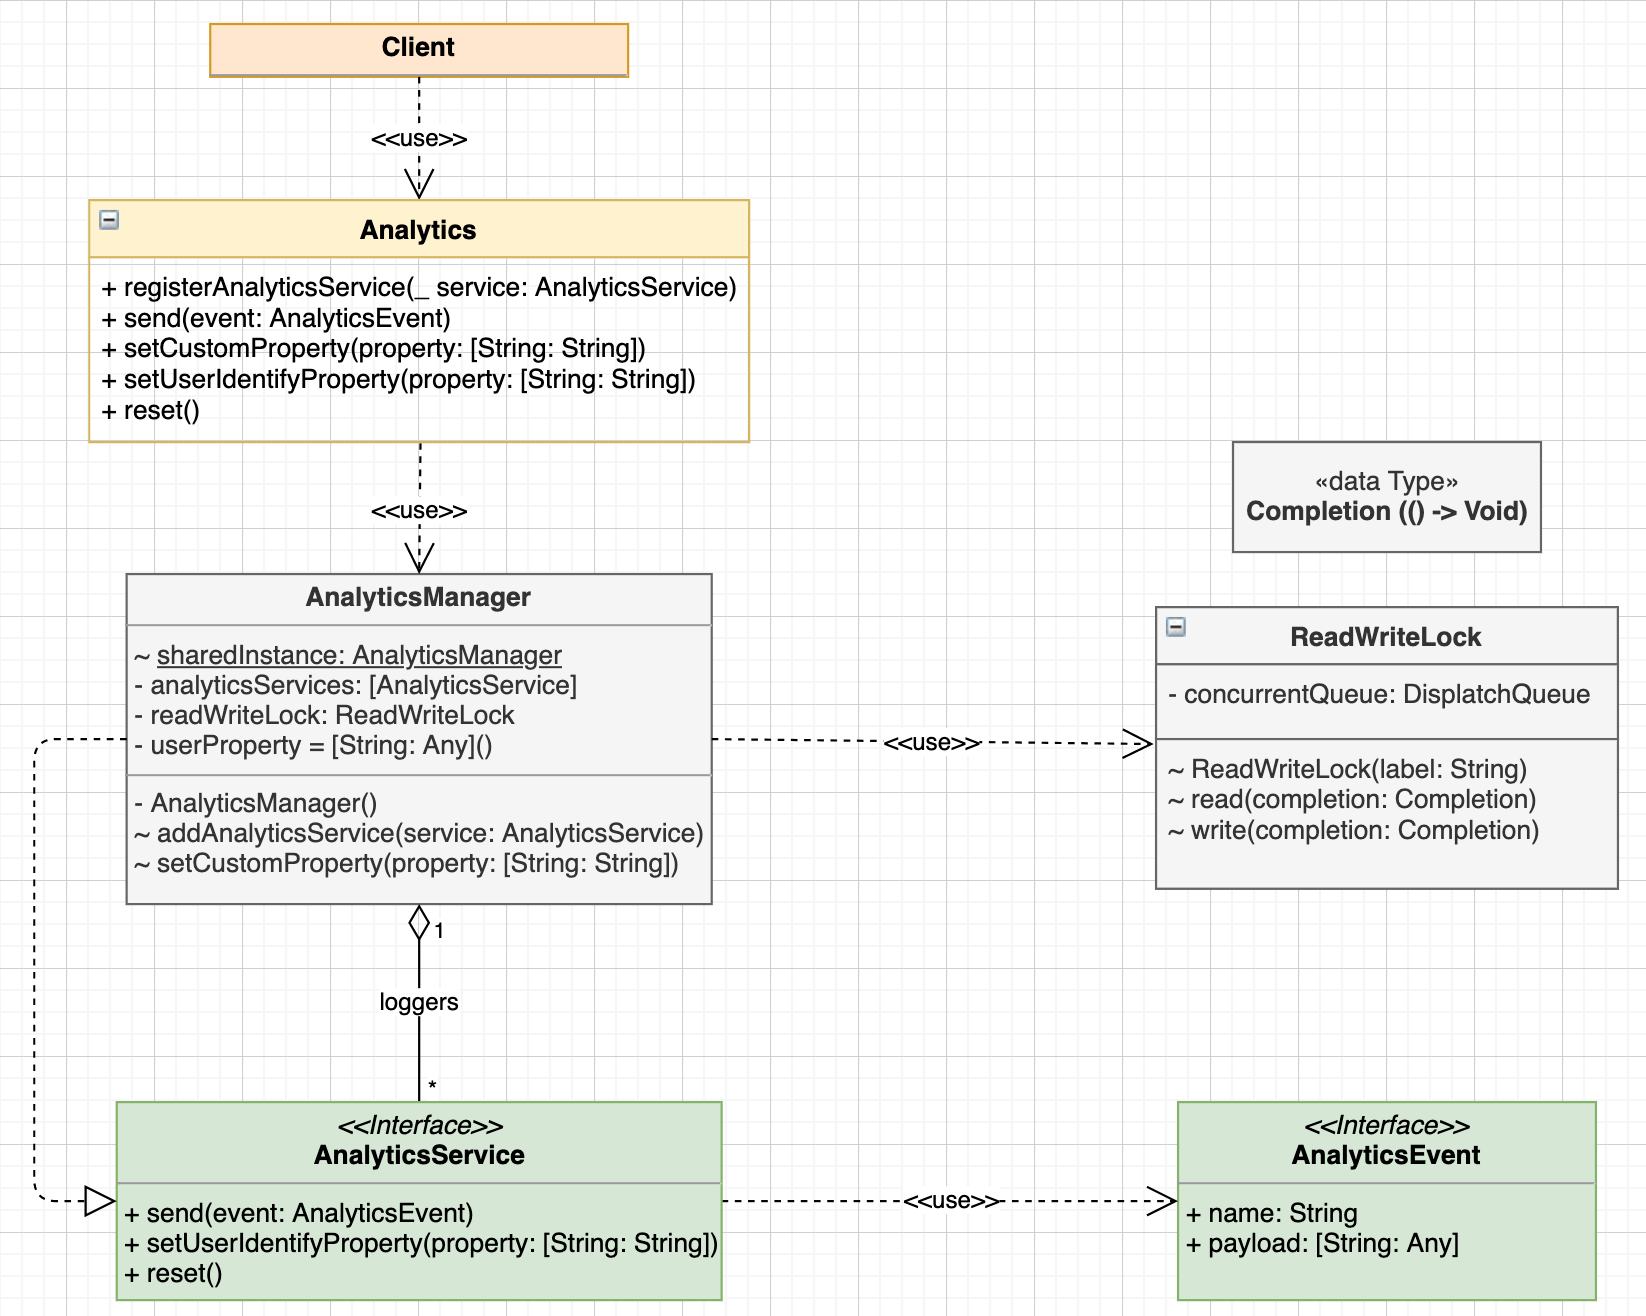 Client
<<use>>
Analytics
+ registerAnalyticsService(_ service: AnalyticsService)
+ send(event: AnalyticsEvent)
+ setCustomProperty(property: [String: String])
+ setUserIdentifyProperty(property: [String: String])
+ reset()
<<use>>
«data Type»
Completion (() -> Void)
AnalyticsManager
~ sharedInstance: AnalyticsManager
- analyticsServices: [AnalyticsService]
- readWriteLock: ReadWriteLock
- userProperty = [String: Any]()
- AnalyticsManager()
~ addAnalyticsService(service: AnalyticsService)
~ setCustomProperty(property: [String: String])
<<use>>
ReadWriteLock
- concurrentQueue: DisplatchQueue
~ ReadWriteLock(label: String)
~ read(completion: Completion)
~ write(completion: Completion)
1
loggers
*
<<Interface>>
AnalyticsService
+ send(event: AnalyticsEvent)
+ setUserIdentifyProperty(property: [String: String])
+ reset()
<<use>>
<<Interface>>
AnalyticsEvent
+ name: String
+ payload: [String: Any]